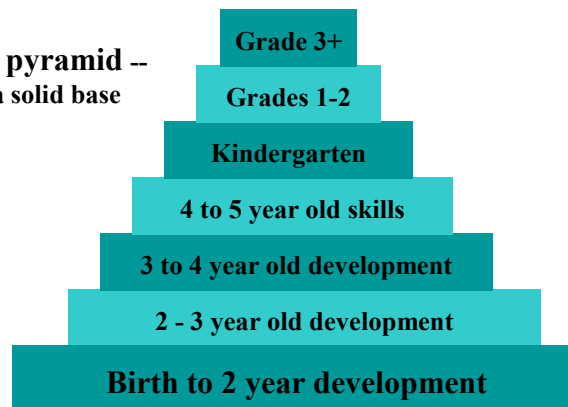 Grade 3+
pyramid --
a solid base
Grades 1-2
Kindergarten
4 to 5 year old skills
3 to 4 year old development
2 - 3 year old development
Birth to 2 year development